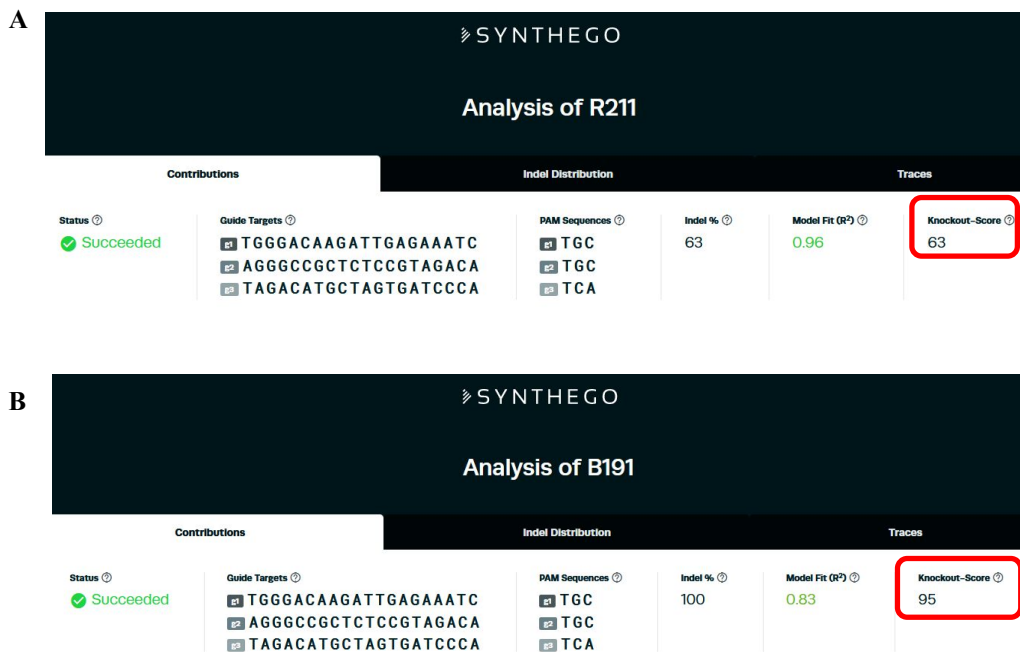 A
SYNTHEGO
Analysis of R211
Contributions Indel Distribution Traces
Status ? Guide Targets ? PAM Sequences ? Indel % ? Model Fit (R²) ? Knockout-Score ?
Succeeded g1 TGGGACAAGATTGAGAAATC g1 TGC 63 0.96 63
g2 AGGGCCGCTCTCCGTAGACA g2 TGC
g3 TAGACATGCTAGTGATCCCA g3 TCA
B
SYNTHEGO
Analysis of B191
Contributions Indel Distribution Traces
Status ? Guide Targets ? PAM Sequences ? Indel % ? Model Fit (R²) ? Knockout-Score ?
Succeeded g1 TGGGACAAGATTGAGAAATC g1 TGC 100 0.83 95
g2 AGGGCCGCTCTCCGTAGACA g2 TGC
g3 TAGACATGCTAGTGATCCCA g3 TCA